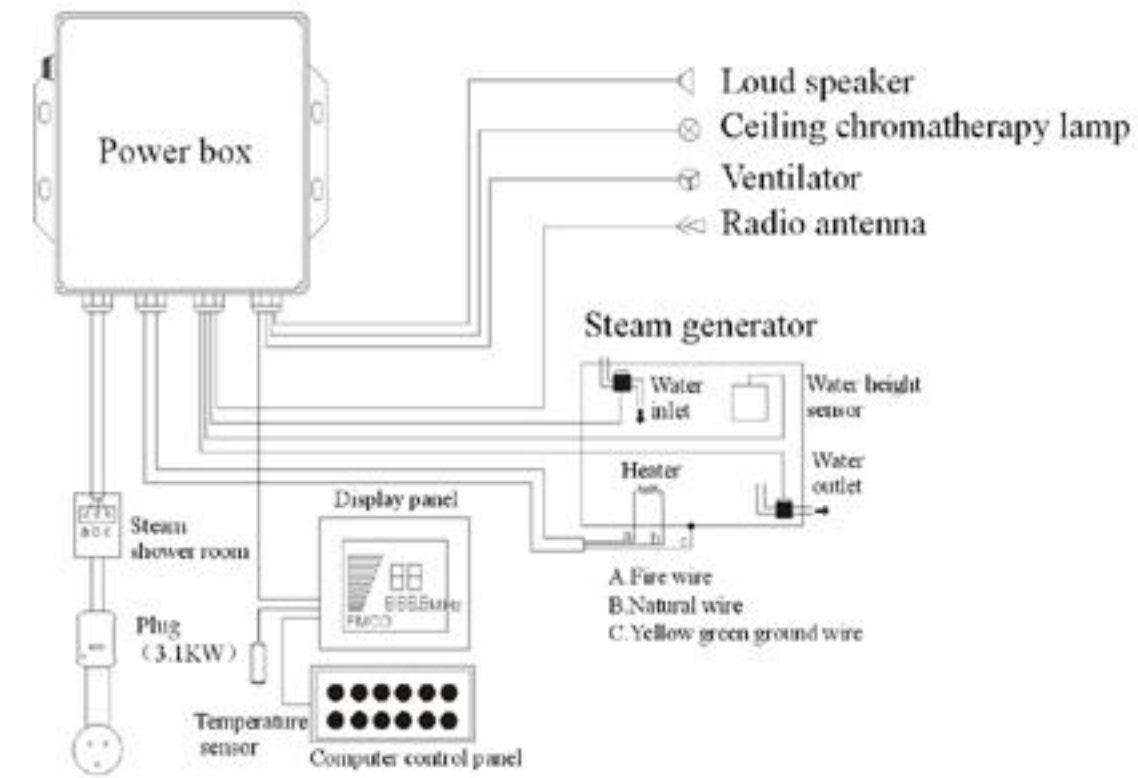 Power box
Loud speaker
Ceiling chromatherapy lamp
Ventilator
Radio antenna
Steam generator
Water
inlet
Water height
sensor
Heater
Water
outlet
a b c
A.Fire wire
B.Natural wire
C.Yellow green ground wire
Display panel
FMCD
Steam
shower room
Plug
(3.1KW)
Temperature
sensor
Computer control panel